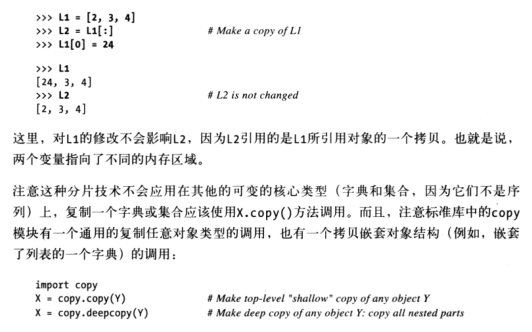 >>> L1 = [2, 3, 4]
>>> L2 = L1[:] # Make a copy of L1
>>> L1[0] = 24
>>> L1
[24, 3, 4]
>>> L2 # L2 is not changed
[2, 3, 4]
这里，对L1的修改不会影响L2，因为L2引用的是L1所引用对象的一个拷贝。也就是说，
两个变量指向了不同的内存区域。
注意这种分片技术不会应用在其他的可变的核心类型（字典和集合，因为它们不是序
列）上，复制一个字典或集合应该使用X.copy()方法调用。而且，注意标准库中的copy
模块有一个通用的复制任意对象类型的调用，也有一个拷贝嵌套对象结构（例如，嵌套
了列表的一个字典）的调用：
import copy
X = copy.copy(Y) # Make top-level "shallow" copy of any object Y
X = copy.deepcopy(Y) # Make deep copy of any object Y: copy all nested parts